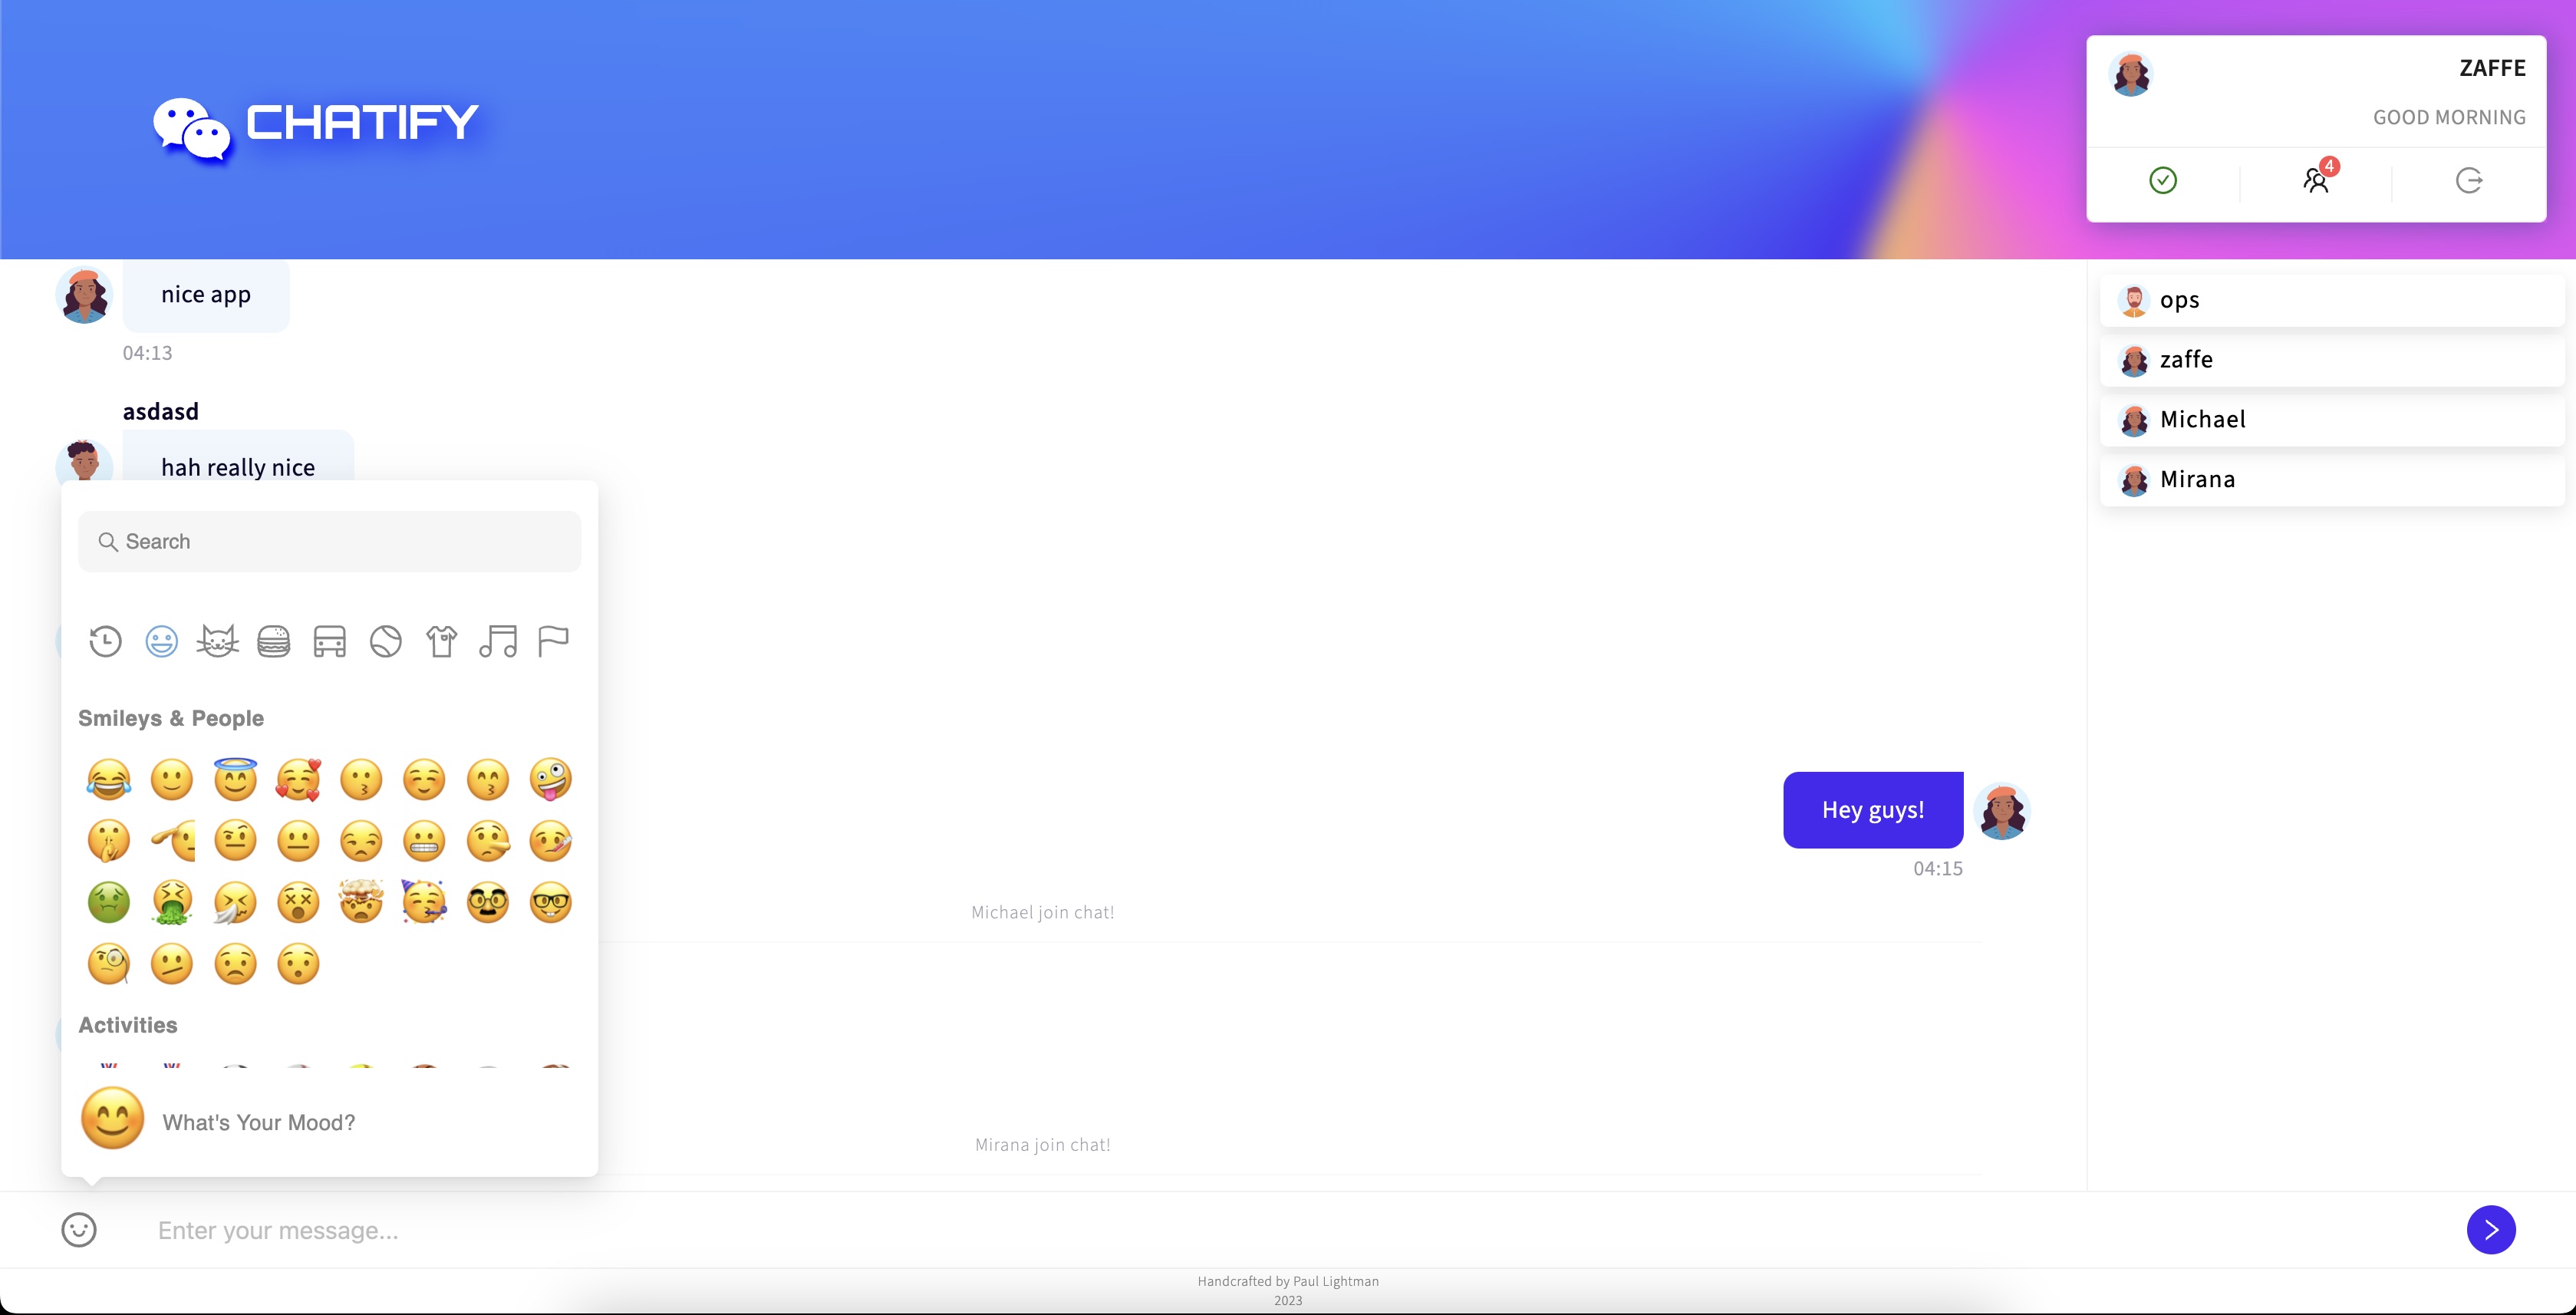 CHATIFY
ZAFFE
GOOD MORNING
4
nice app
04:13
asdasd
hah really nice
Search
Smileys & People
Activities
What's Your Mood?
Hey guys!
04:15
Michael join chat!
Mirana join chat!
ops
zaffe
Michael
Mirana
Enter your message...
Handcrafted by Paul Lightman
2023